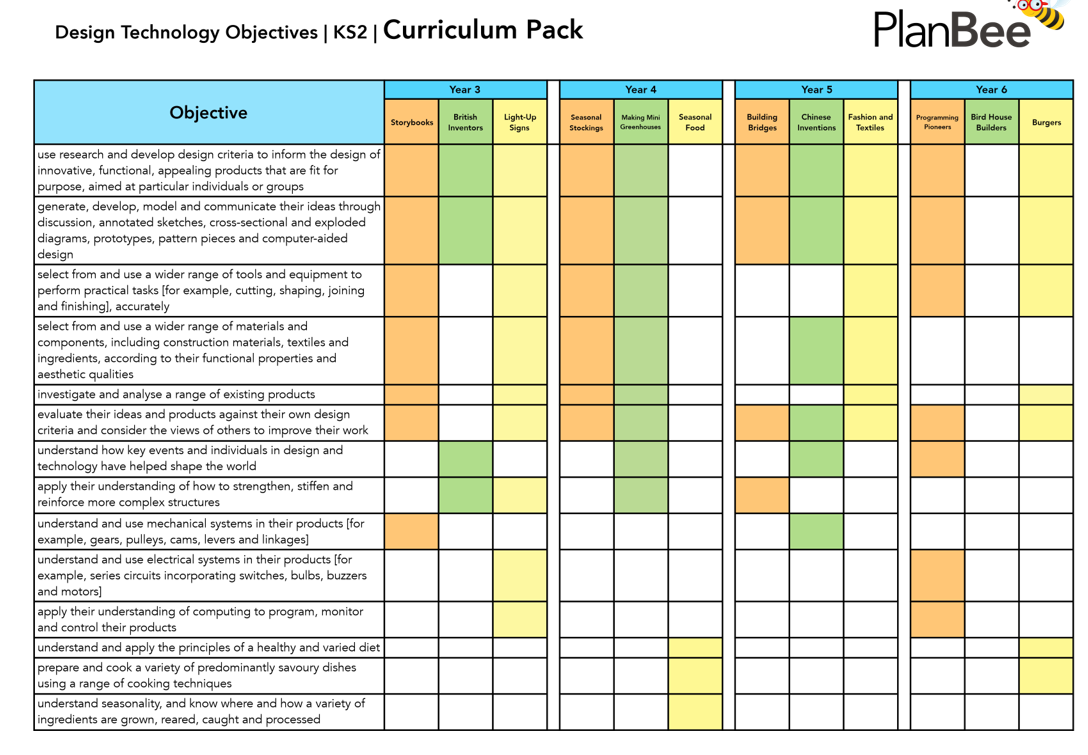 Design Technology Objectives | KS2 | Curriculum Pack
PlanBee
Objective
Year 3
Year 4
Year 5
Year 6
Storybooks
British
Inventors
Light-Up
Signs
Seasonal
Stockings
Making Mini
Greenhouses
Seasonal
Food
Building
Bridges
Chinese
Inventions
Fashion and
Textiles
Programming
Pioneers
Bird House
Builders
Burgers
use research and develop design criteria to inform the design of
innovative, functional, appealing products that are fit for
purpose, aimed at particular individuals or groups
generate, develop, model and communicate their ideas through
discussion, annotated sketches, cross-sectional and exploded
diagrams, prototypes, pattern pieces and computer-aided
design
select from and use a wider range of tools and equipment to
perform practical tasks [for example, cutting, shaping, joining
and finishing], accurately
select from and use a wider range of materials and
components, including construction materials, textiles and
ingredients, according to their functional properties and
aesthetic qualities
investigate and analyse a range of existing products
evaluate their ideas and products against their own design
criteria and consider the views of others to improve their work
understand how key events and individuals in design and
technology have helped shape the world
apply their understanding of how to strengthen, stiffen and
reinforce more complex structures
understand and use mechanical systems in their products [for
example, gears, pulleys, cams, levers and linkages]
understand and use electrical systems in their products [for
example, series circuits incorporating switches, bulbs, buzzers
and motors]
apply their understanding of computing to program, monitor
and control their products
understand and apply the principles of a healthy and varied diet
prepare and cook a variety of predominantly savoury dishes
using a range of cooking techniques
understand seasonality, and know where and how a variety of
ingredients are grown, reared, caught and processed